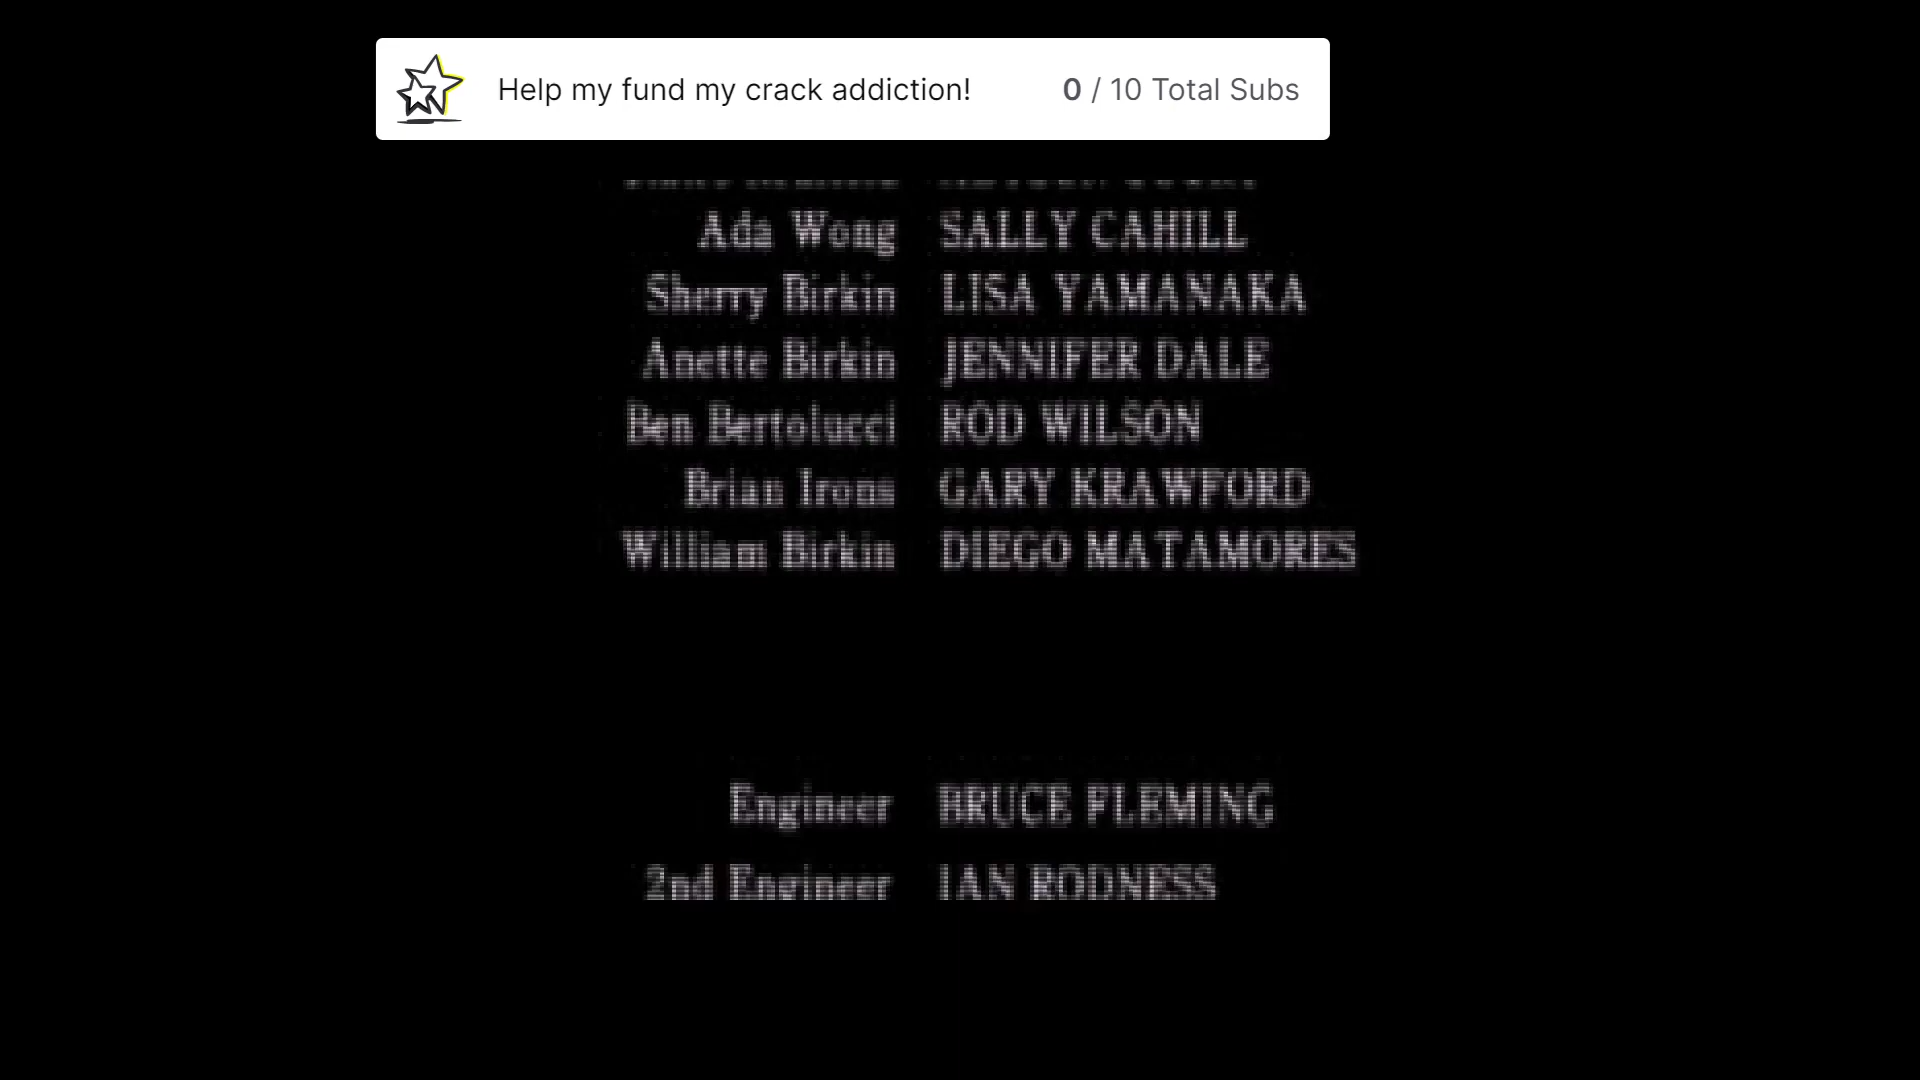 Help my fund my crack addiction! 0 / 10 Total Subs
Ada Wong SALLY CAHILL
Sherry Birkin LISA YAMANAKA
Anette Birkin JENNIFER DALE
Ben Bertolucci ROD WILSON
Brian Irons GARY KRAWFORD
William Birkin DIEGO MATAMORES
Engineer BRUCE FLEMING
2nd Engineer IAN RODNESS